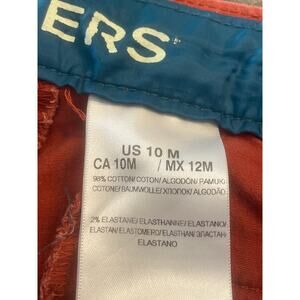 ERS
US 10 M
CA 10M / MX 12M
98% COTTON/COTON/ALGODÓN/PAMUK/
COTONE/BAUMWOLLE/ХЛОПОК/ALGODÃO
2% ELASTANE/ELASTHANNE/ELASTANO/
ELASTAN/ELASTOMERO/ELASTHAN/ЭЛАСТАН/
ELASTANO